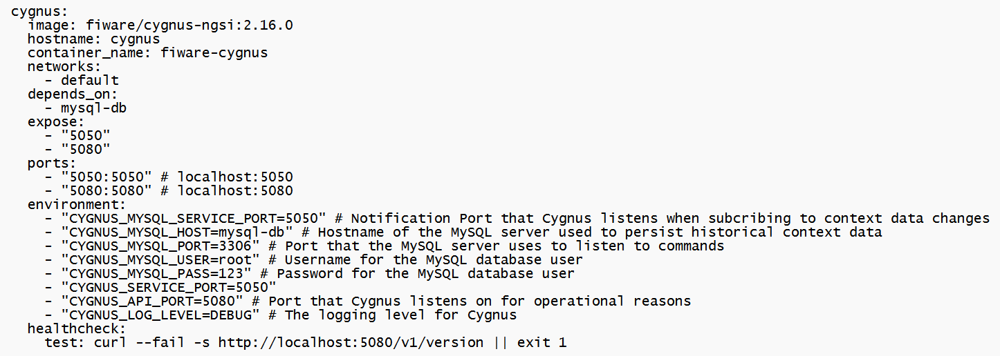 cygnus:
  image: fiware/cygnus-ngsi:2.16.0
  hostname: cygnus
  container_name: fiware-cygnus
  networks:
    - default
  depends_on:
    - mysql-db
  expose:
    - "5050"
    - "5080"
  ports:
    - "5050:5050" # localhost:5050
    - "5080:5080" # localhost:5080
  environment:
    - "CYGNUS_MYSQL_SERVICE_PORT=5050" # Notification Port that Cygnus listens when subcribing to context data changes
    - "CYGNUS_MYSQL_HOST=mysql-db" # Hostname of the MySQL server used to persist historical context data
    - "CYGNUS_MYSQL_PORT=3306" # Port that the MySQL server uses to listen to commands
    - "CYGNUS_MYSQL_USER=root" # Username for the MySQL database user
    - "CYGNUS_MYSQL_PASS=123" # Password for the MySQL database user
    - "CYGNUS_SERVICE_PORT=5050"
    - "CYGNUS_API_PORT=5080" # Port that Cygnus listens on for operational reasons
    - "CYGNUS_LOG_LEVEL=DEBUG" # The logging level for Cygnus
  healthcheck:
    test: curl --fail -s http://localhost:5080/v1/version || exit 1